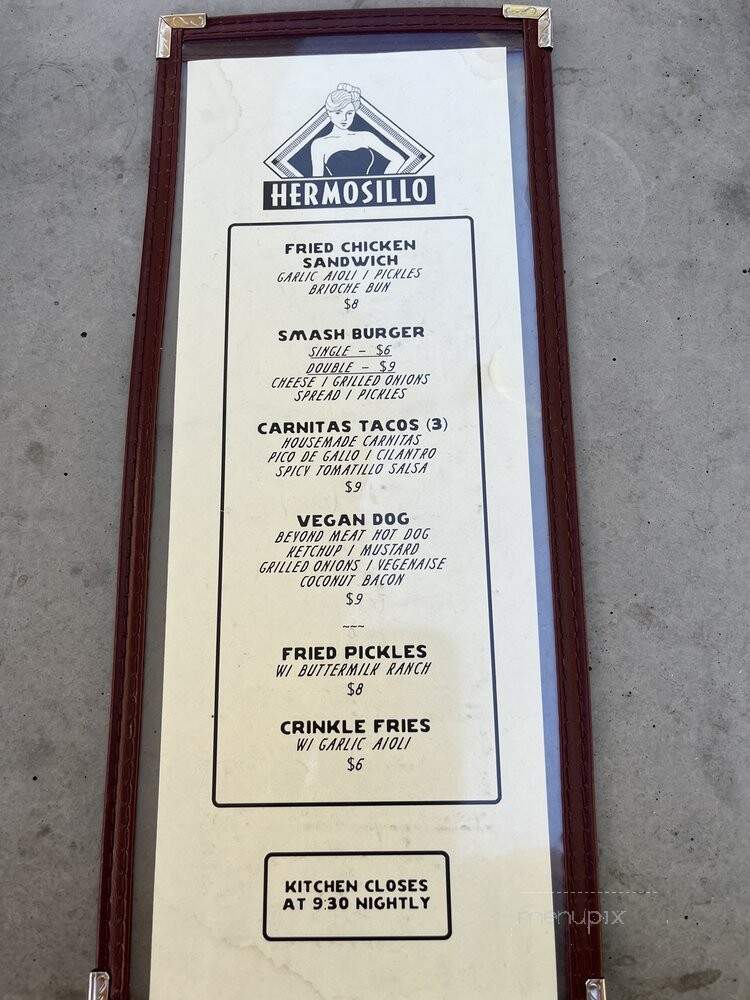 HERMOSILLO
FRIED CHICKEN
SANDWICH
GARLIC AIOLI | PICKLES
BRIOCHE BUN
$8
SMASH BURGER
SINGLE - $6
DOUBLE - $9
CHEESE | GRILLED ONIONS
SPREAD | PICKLES
CARNITAS TACOS (3)
HOUSEMADE CARNITAS
PICO DE GALLO | CILANTRO
SPICY TOMATILLO SALSA
$9
VEGAN DOG
BEYOND MEAT HOT DOG
KETCHUP | MUSTARD
GRILLED ONIONS | VEGENAISE
COCONUT BACON
$9
~~~
FRIED PICKLES
W/ BUTTERMILK RANCH
$8
CRINKLE FRIES
W/ GARLIC AIOLI
$6
KITCHEN CLOSES
AT 9:30 NIGHTLY
menupix